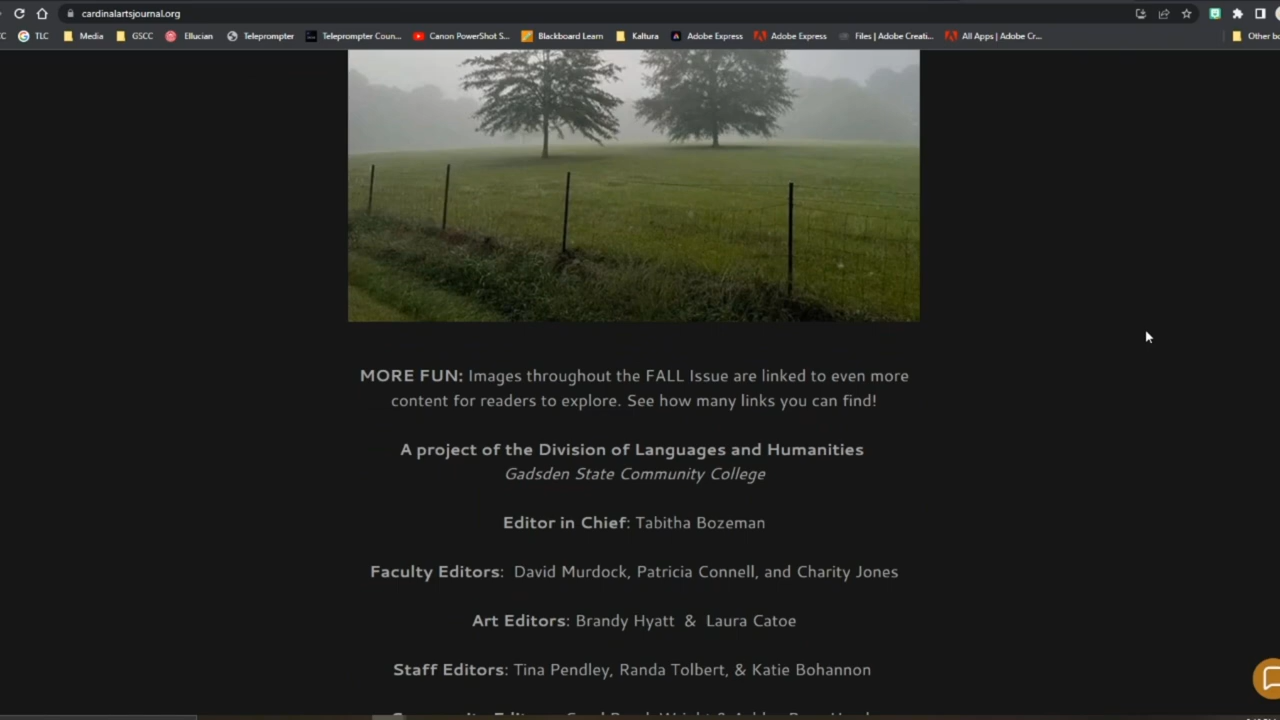 cardinalartsjournal.org
TLC Media GSCC Ellucian Teleprompter Teleprompter Coun... Canon PowerShot S... Blackboard Learn Kaltura Adobe Express Adobe Express Files | Adobe Creati... All Apps | Adobe Cr... Other bo
MORE FUN: Images throughout the FALL Issue are linked to even more
content for readers to explore. See how many links you can find!
A project of the Division of Languages and Humanities
Gadsden State Community College
Editor in Chief: Tabitha Bozeman
Faculty Editors: David Murdock, Patricia Connell, and Charity Jones
Art Editors: Brandy Hyatt & Laura Catoe
Staff Editors: Tina Pendley, Randa Tolbert, & Katie Bohannon